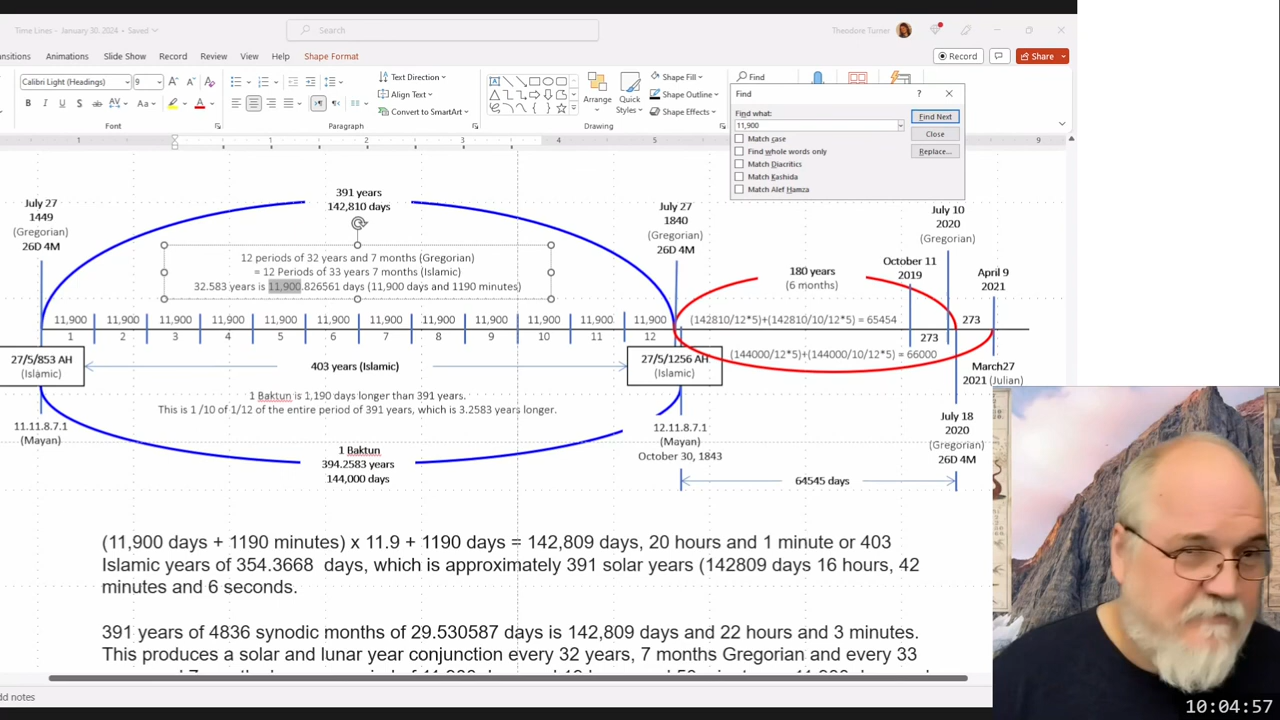 Time Lines - January 30, 2024 • Saved
Search
Theodore Turner
nsitions Animations Slide Show Record Review View Help Shape Format
Record
Share
Calibri Light (Headings) 9
Text Direction
Align Text
Convert to SmartArt
Arrange
Quick Styles
Shape Fill
Shape Outline
Shape Effects
Find
Font
Paragraph
Drawing
Find
? ×
Find what:
11,900
Match case
Find whole words only
Match Diacritics
Match Kashida
Match Alef Hamza
Find Next
Close
Replace...
1 2 4 5 9
391 years
142,810 days
July 27
1449
(Gregorian)
26D 4M
12 periods of 32 years and 7 months (Gregorian)
= 12 Periods of 33 years 7 months (Islamic)
32.583 years is 11,900.826561 days (11,900 days and 1190 minutes)
July 27
1840
(Gregorian)
26D 4M
180 years
(6 months)
October 11
2019
July 10
2020
(Gregorian)
April 9
2021
11,900 11,900 11,900 11,900 11,900 11,900 11,900 11,900 11,900 11,900 11,900 11,900
1 2 3 4 5 6 7 8 9 10 11 12
(142810/12*5)+(142810/10/12*5) = 65454
273
273
(144000/12*5)+(144000/10/12*5) = 66000
27/5/853 AH
(Islamic)
403 years (Islamic)
27/5/1256 AH
(Islamic)
March27
2021 (Julian)
1 Baktun is 1,190 days longer than 391 years.
This is 1 /10 of 1/12 of the entire period of 391 years, which is 3.2583 years longer.
11.11.8.7.1
(Mayan)
1 Baktun
394.2583 years
144,000 days
12.11.8.7.1
(Mayan)
October 30, 1843
July 18
2020
(Gregorian)
26D 4M
64545 days
(11,900 days + 1190 minutes) x 11.9 + 1190 days = 142,809 days, 20 hours and 1 minute or 403
Islamic years of 354.3668 days, which is approximately 391 solar years (142809 days 16 hours, 42
minutes and 6 seconds.
391 years of 4836 synodic months of 29.530587 days is 142,809 days and 22 hours and 3 minutes.
This produces a solar and lunar year conjunction every 32 years, 7 months Gregorian and every 33
dd notes
10:04:57